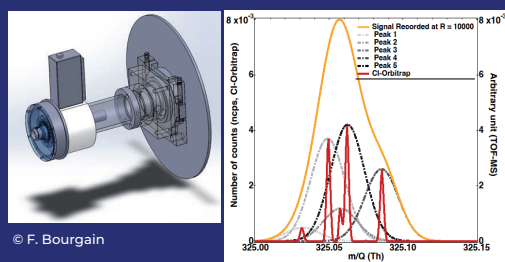 © F. Bourgain
8 x10⁻³
6
4
2
0
Number of counts (ncps, CI-Orbitrap)
Signal Recorded at R = 10000
Peak 1
Peak 2
Peak 3
Peak 4
Peak 5
CI-Orbitrap
8 x10⁻³
6
4
2
0
Arbitrary unit (TOF-MS)
325.00
325.05
325.10
325.15
m/Q (Th)